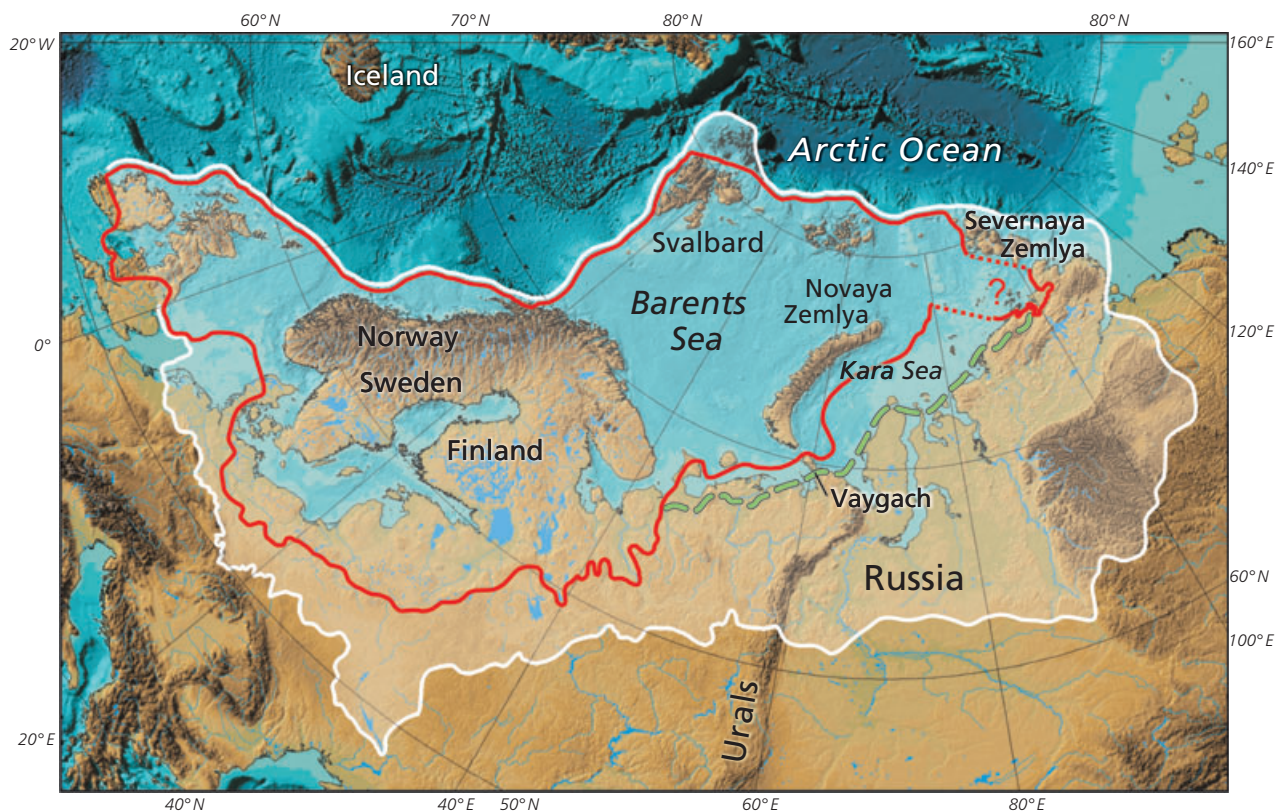 60°N 70°N 80°N 80°N
20°W
160°E
Iceland
Arctic Ocean
140°E
Severnaya
Zemlya
Svalbard
?
Novaya
Zemlya
Barents
Sea
120°E
Norway
0°
Kara Sea
Sweden
Finland
Vaygach
Russia
60°N
100°E
Urals
20°E
40°N 40°E 50°N 60°E 80°E